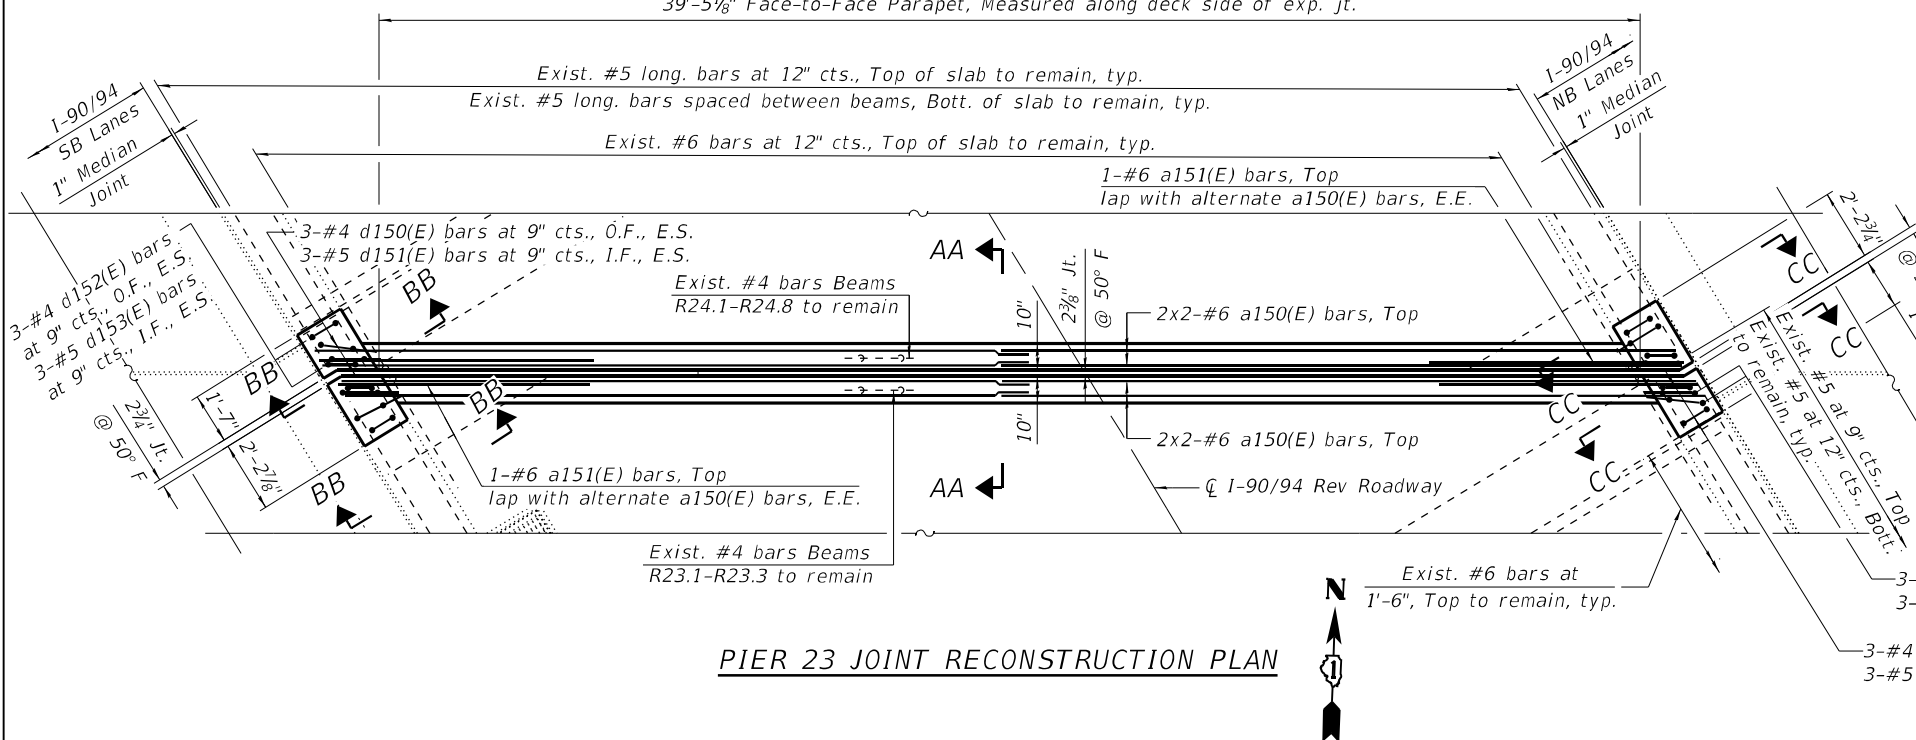 39'-5⅛" Face-to-Face Parapet, Measured along deck side of exp. jt.
Exist. #5 long. bars at 12" cts., Top of slab to remain, typ.
Exist. #5 long. bars spaced between beams, Bott. of slab to remain, typ.
Exist. #6 bars at 12" cts., Top of slab to remain, typ.
I-90/94
SB Lanes
1" Median
Joint
I-90/94
NB Lanes
1" Median
Joint
1-#6 a151(E) bars, Top
lap with alternate a150(E) bars, E.E.
3-#4 d150(E) bars at 9" cts., O.F., E.S.
3-#5 d151(E) bars at 9" cts., I.F., E.S.
3-#4 d152(E) bars
at 9" cts., O.F., E.S.
3-#5 d153(E) bars
at 9" cts., I.F., E.S.
Exist. #4 bars Beams
R24.1-R24.8 to remain
AA
10"
2⅜" Jt.
@ 50° F
2x2-#6 a150(E) bars, Top
BB
BB
BB
BB
CC
CC
CC
CC
2'-2¾"
@
1'-7"
2'-2⅞"
2¾" Jt.
@ 50° F
10"
2x2-#6 a150(E) bars, Top
1-#6 a151(E) bars, Top
lap with alternate a150(E) bars, E.E.
AA
℄ I-90/94 Rev Roadway
Exist. #5 at 9" cts., Top
Exist. #5 at 12" cts., Bott.
to remain, typ.
Exist. #4 bars Beams
R23.1-R23.3 to remain
Exist. #6 bars at
1'-6", Top to remain, typ.
3-
3-
3-#4
3-#5
N
1
PIER 23 JOINT RECONSTRUCTION PLAN